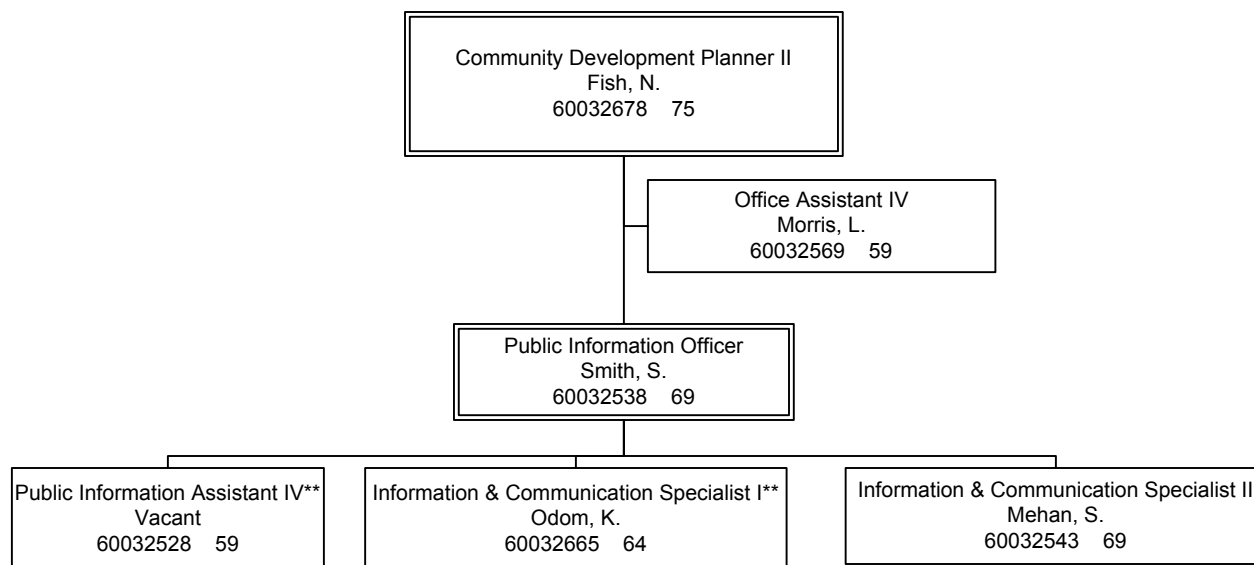 Community Development Planner II
Fish, N.
60032678 75
Office Assistant IV
Morris, L.
60032569 59
Public Information Officer
Smith, S.
60032538 69
Public Information Assistant IV**
Vacant
60032528 59
Information & Communication Specialist I**
Odom, K.
60032665 64
Information & Communication Specialist II
Mehan, S.
60032543 69